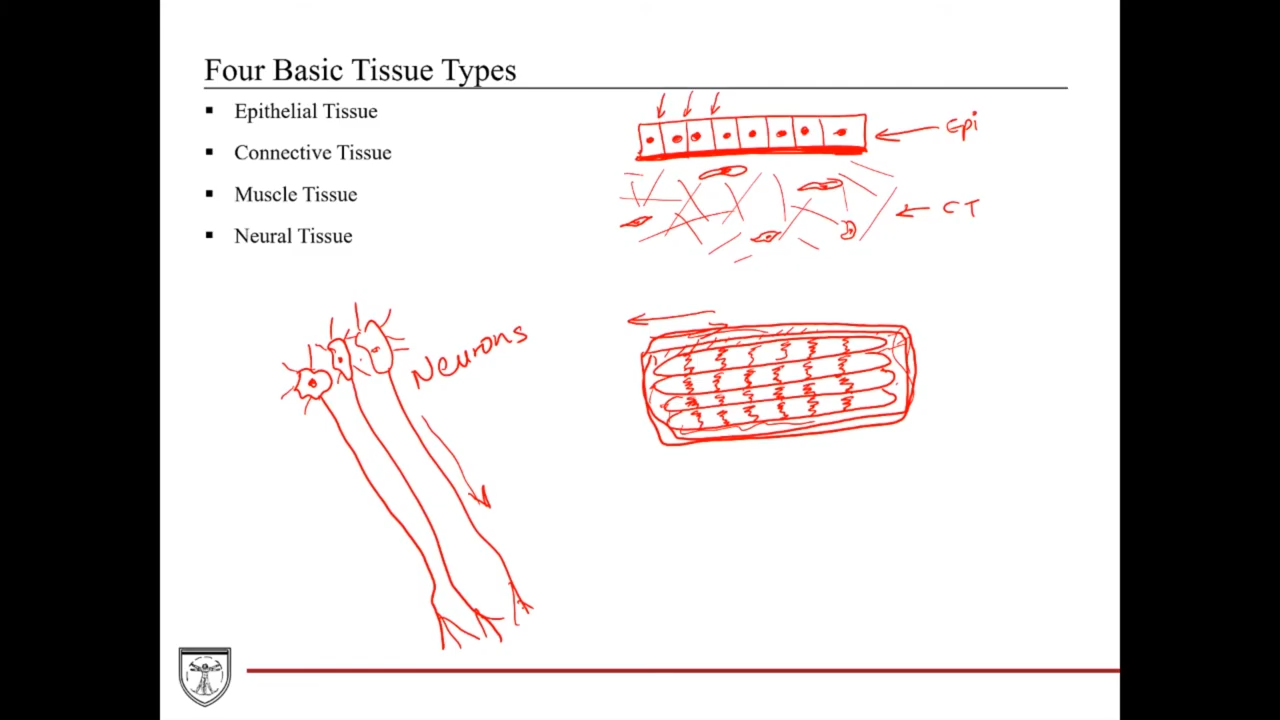 Four Basic Tissue Types
▪ Epithelial Tissue
▪ Connective Tissue
▪ Muscle Tissue
▪ Neural Tissue
Epi
CT
Neurons